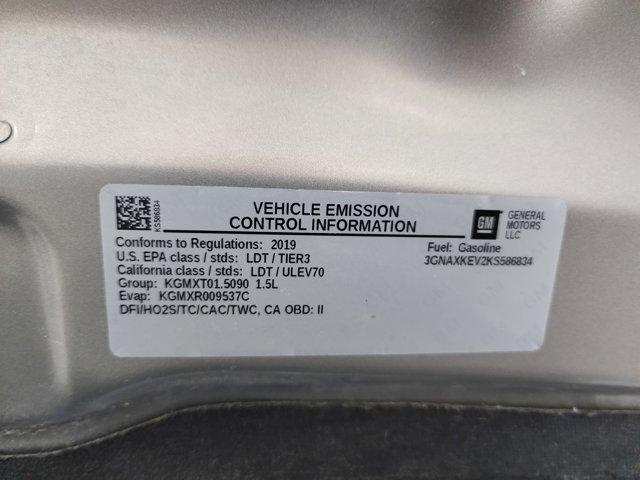 KS586834
VEHICLE EMISSION
CONTROL INFORMATION
GM
GENERAL
MOTORS
LLC
Conforms to Regulations: 2019
Fuel: Gasoline
U.S. EPA class / stds: LDT / TIER3
3GNAXKEV2KS586834
California class / stds: LDT / ULEV70
Group: KGMXT01.5090 1.5L
Evap: KGMXR009537C
DFI/HO2S/TC/CAC/TWC, CA OBD: II